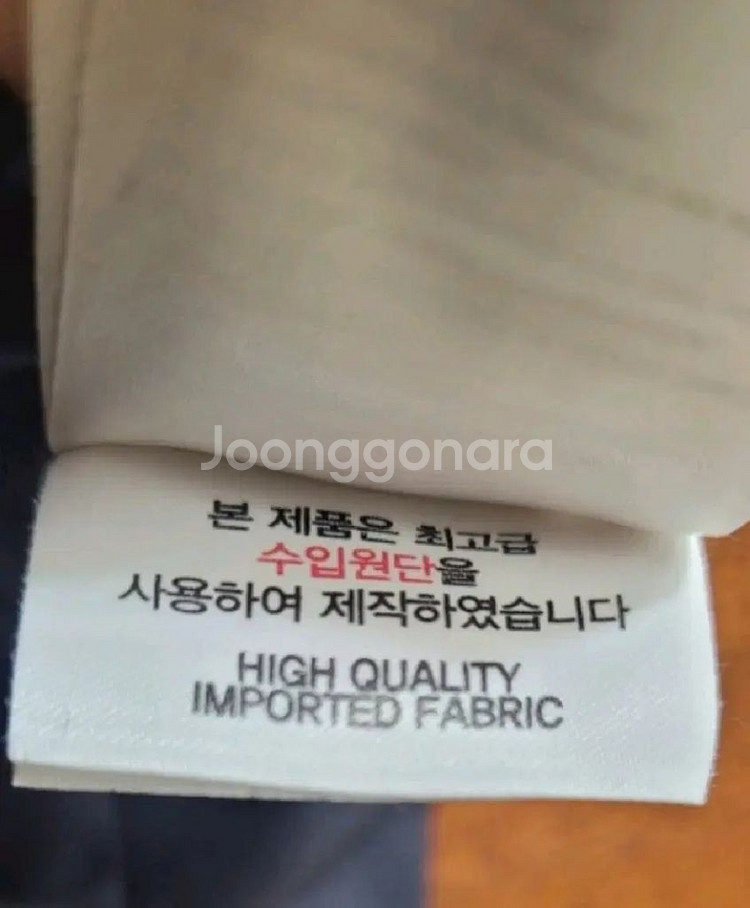 Joonggonara
본 제품은 최고급
수입원단을
사용하여 제작하였습니다
HIGH QUALITY
IMPORTED FABRIC